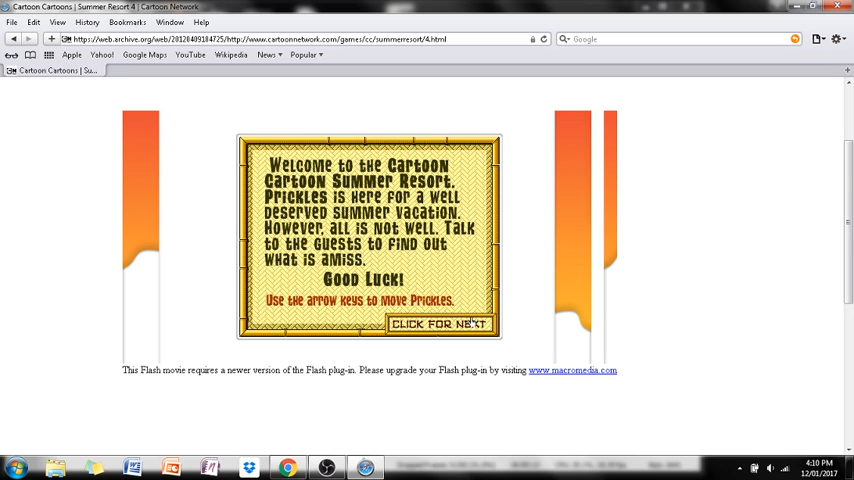 Cartoon Cartoons | Summer Resort 4 | Cartoon Network
File Edit View History Bookmarks Window Help
https://web.archive.org/web/20120409184725/http://www.cartoonnetwork.com/games/cc/summerresort/4.html
Google
Apple Yahoo! Google Maps YouTube Wikipedia News Popular
Cartoon Cartoons | Su...
Welcome to the Cartoon
Cartoon Summer Resort.
Prickles is here for a well
deserved summer vacation.
However, all is not well. Talk
to the guests to find out
what is amiss.
Good Luck!
Use the arrow keys to move Prickles.
CLICK FOR NEXT
This Flash movie requires a newer version of the Flash plug-in. Please upgrade your Flash plug-in by visiting www.macromedia.com
4:10 PM
12/01/2017